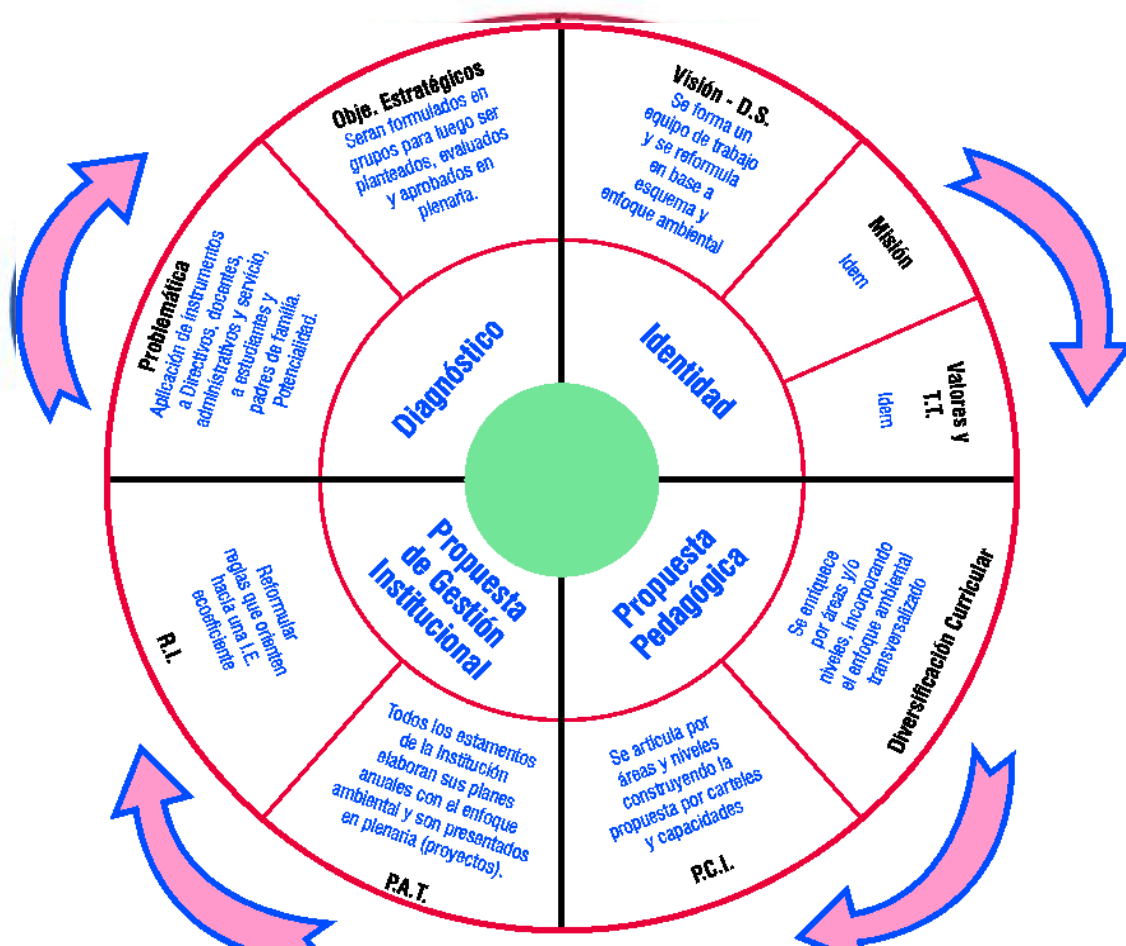 Obje. Estratégicos
Seran formulados en
grupos para luego ser
planteados, evaluados
y aprobados en
plenaria.
Visión - D.S.
Se forma un
equipo de trabajo
y se reformula
en base a
esquema y
enfoque ambiental
Misión
Idem
Valores y
T.T.
Idem
Problemática
Aplicación de instrumentos
a Directivos, docentes,
administrativos y servicio,
a estudiantes y
padres de familia.
Potencialidad.
Diagnóstico
Identidad
Propuesta
de Gestión
Institucional
Propuesta
Pedagógica
Diversificación Curricular
Se enriquece
por áreas y/o
niveles, incorporando
el enfoque ambiental
transversalizado
Se articula por
áreas y niveles
construyendo la
propuesta por carteles
y capacidades
P.C.I.
Todos los estamentos
de la Institución
elaboran sus planes
anuales con el enfoque
ambiental y son presentados
en plenaria (proyectos).
P.A.T.
Reformular
reglas que orienten
hacia una I.E.
ecoeficiente
R.I.